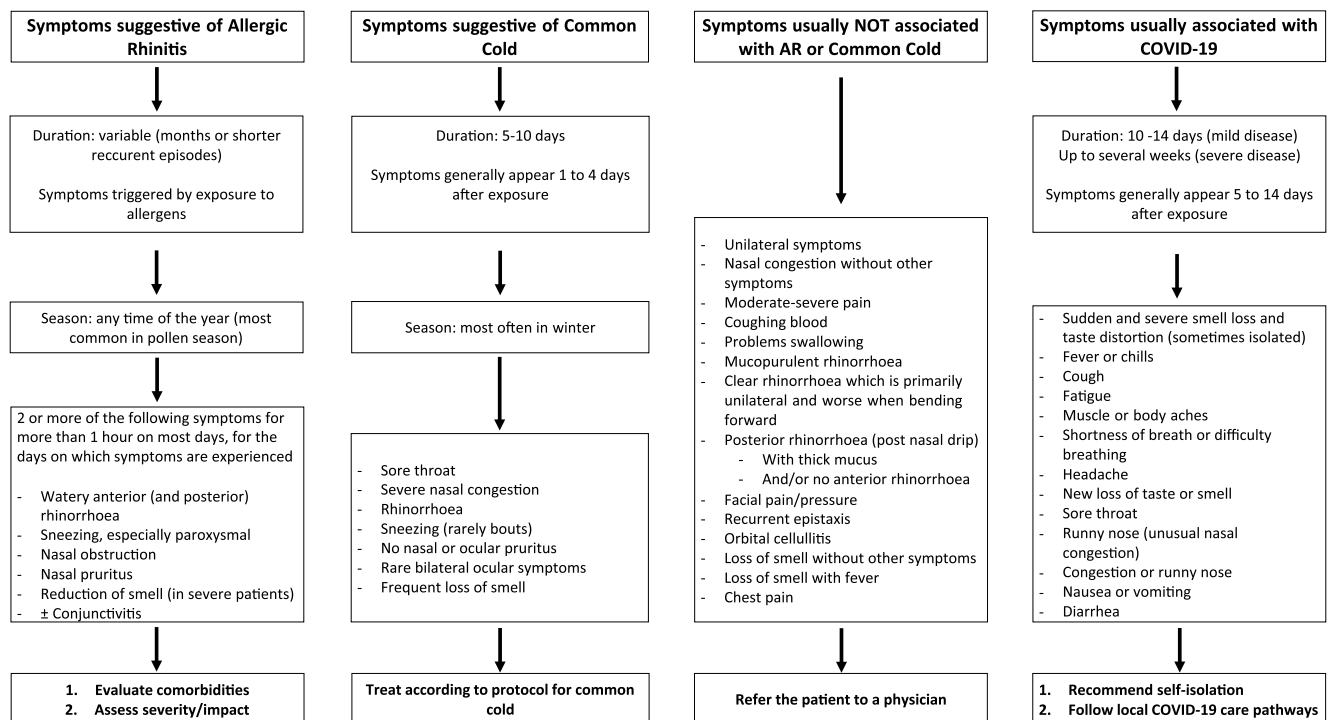 Symptoms suggestive of Allergic
Rhinitis
Duration: variable (months or shorter
reccurent episodes)
Symptoms triggered by exposure to
allergens
Season: any time of the year (most
common in pollen season)
2 or more of the following symptoms for
more than 1 hour on most days, for the
days on which symptoms are experienced
- Watery anterior (and posterior)
rhinorrhoea
- Sneezing, especially paroxysmal
- Nasal obstruction
- Nasal pruritus
- Reduction of smell (in severe patients)
- ± Conjunctivitis
1. Evaluate comorbidities
2. Assess severity/impact
Symptoms suggestive of Common
Cold
Duration: 5-10 days
Symptoms generally appear 1 to 4 days
after exposure
Season: most often in winter
- Sore throat
- Severe nasal congestion
- Rhinorrhoea
- Sneezing (rarely bouts)
- No nasal or ocular pruritus
- Rare bilateral ocular symptoms
- Frequent loss of smell
Treat according to protocol for common
cold
Symptoms usually NOT associated
with AR or Common Cold
- Unilateral symptoms
- Nasal congestion without other
symptoms
- Moderate-severe pain
- Coughing blood
- Problems swallowing
- Mucopurulent rhinorrhoea
- Clear rhinorrhoea which is primarily
unilateral and worse when bending
forward
- Posterior rhinorrhoea (post nasal drip)
- With thick mucus
- And/or no anterior rhinorrhoea
- Facial pain/pressure
- Recurrent epistaxis
- Orbital cellullitis
- Loss of smell without other symptoms
- Loss of smell with fever
- Chest pain
Refer the patient to a physician
Symptoms usually associated with
COVID-19
Duration: 10 -14 days (mild disease)
Up to several weeks (severe disease)
Symptoms generally appear 5 to 14 days
after exposure
- Sudden and severe smell loss and
taste distortion (sometimes isolated)
- Fever or chills
- Cough
- Fatigue
- Muscle or body aches
- Shortness of breath or difficulty
breathing
- Headache
- New loss of taste or smell
- Sore throat
- Runny nose (unusual nasal
congestion)
- Congestion or runny nose
- Nausea or vomiting
- Diarrhea
1. Recommend self-isolation
2. Follow local COVID-19 care pathways